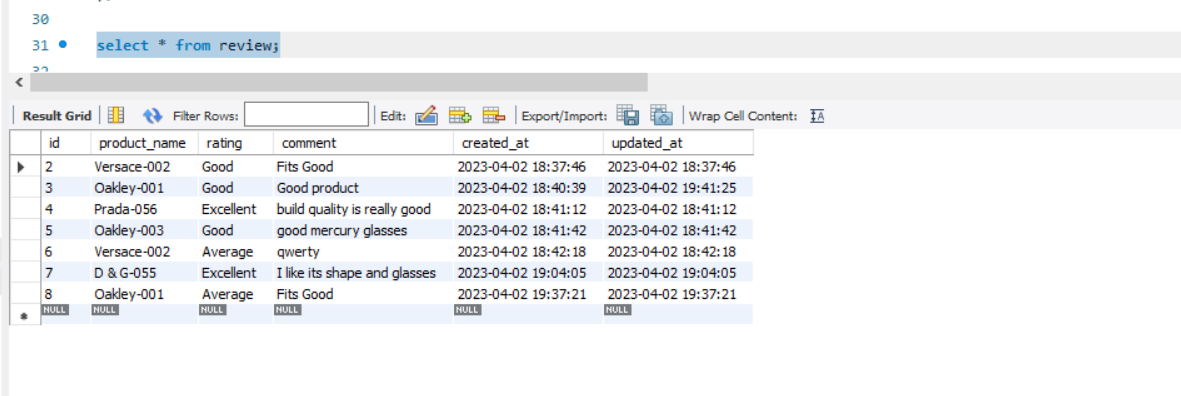 30
31 select * from review;
32
Result Grid Filter Rows: Edit: Export/Import: Wrap Cell Content: IA
id product_name rating comment created_at updated_at
2 Versace-002 Good Fits Good 2023-04-02 18:37:46 2023-04-02 18:37:46
3 Oakley-001 Good Good product 2023-04-02 18:40:39 2023-04-02 19:41:25
4 Prada-056 Excellent build quality is really good 2023-04-02 18:41:12 2023-04-02 18:41:12
5 Oakley-003 Good good mercury glasses 2023-04-02 18:41:42 2023-04-02 18:41:42
6 Versace-002 Average qwerty 2023-04-02 18:42:18 2023-04-02 18:42:18
7 D & G-055 Excellent I like its shape and glasses 2023-04-02 19:04:05 2023-04-02 19:04:05
8 Oakley-001 Average Fits Good 2023-04-02 19:37:21 2023-04-02 19:37:21
NULL NULL NULL NULL NULL NULL